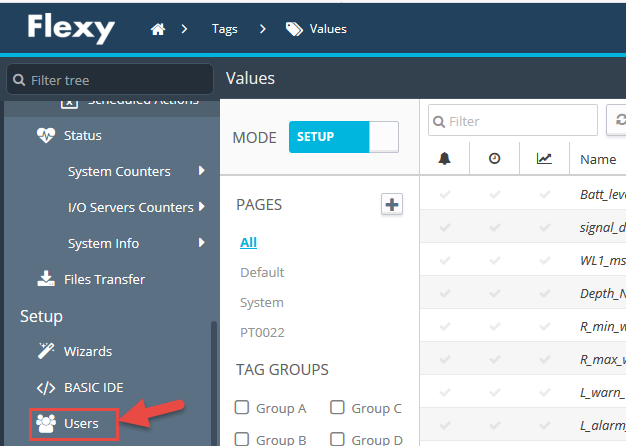 Flexy
Tags
Values
Filter tree
Values
Scheduled Actions
Status
System Counters
I/O Servers Counters
System Info
Files Transfer
Setup
Wizards
BASIC IDE
Users
MODE
SETUP
PAGES
All
Default
System
PT0022
TAG GROUPS
Group A
Group C
Group B
Group D
Filter
Name
Batt_leve
signal_d
WL1_ms
Depth_N
R_min_w
R_max_v
L_warn_
L_alarm_